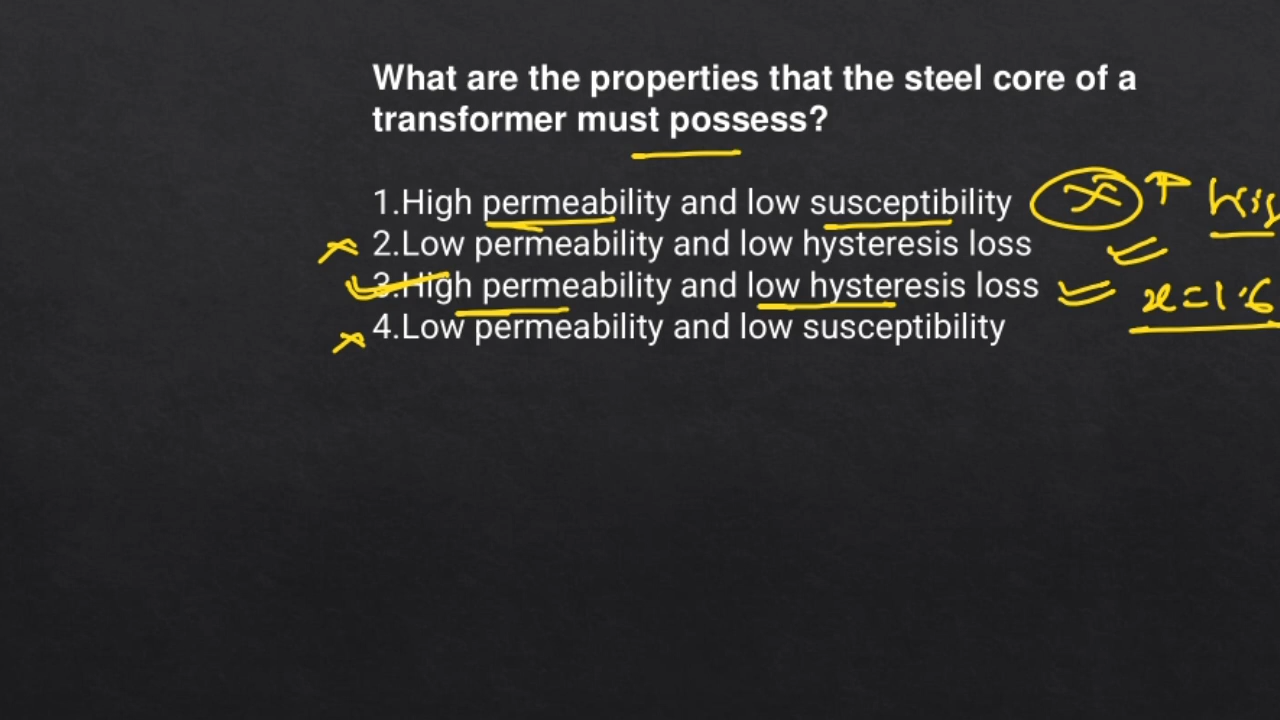 What are the properties that the steel core of a
transformer must possess?
1.High permeability and low susceptibility
2.Low permeability and low hysteresis loss
3.High permeability and low hysteresis loss
x=1.6
4.Low permeability and low susceptibility